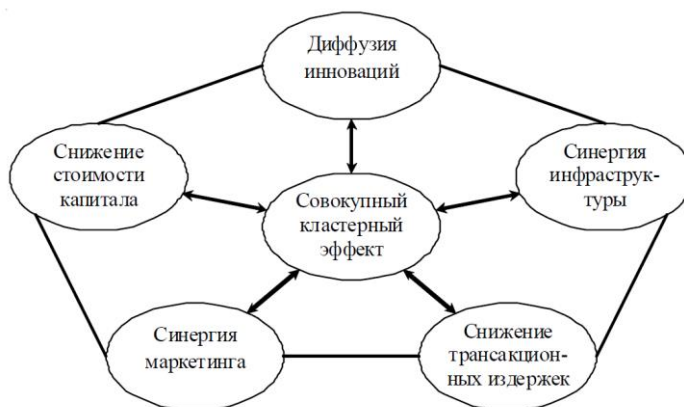 Диффузия
инноваций
Снижение
стоимости
капитала
Синергия
инфраструк-
туры
Совокупный
кластерный
эффект
Синергия
маркетинга
Снижение
трансакцион-
ных издержек